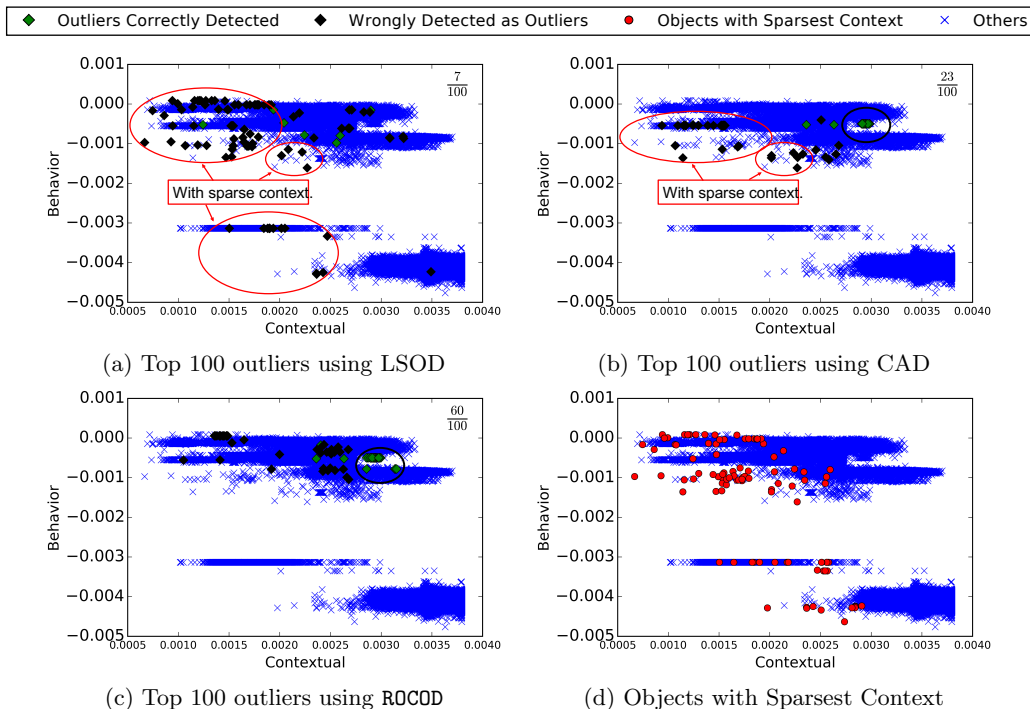 Outliers Correctly Detected
Wrongly Detected as Outliers
Objects with Sparsest Context
Others
0.001
0.000
−0.001
−0.002
−0.003
−0.004
−0.005
Behavior
7
100
With sparse context.
0.0005 0.0010 0.0015 0.0020 0.0025 0.0030 0.0035 0.0040
Contextual
(a) Top 100 outliers using LSOD
0.001
0.000
−0.001
−0.002
−0.003
−0.004
−0.005
Behavior
23
100
With sparse context.
0.0005 0.0010 0.0015 0.0020 0.0025 0.0030 0.0035 0.0040
Contextual
(b) Top 100 outliers using CAD
0.001
0.000
−0.001
−0.002
−0.003
−0.004
−0.005
Behavior
60
100
0.0005 0.0010 0.0015 0.0020 0.0025 0.0030 0.0035 0.0040
Contextual
(c) Top 100 outliers using ROCOD
0.001
0.000
−0.001
−0.002
−0.003
−0.004
−0.005
Behavior
0.0005 0.0010 0.0015 0.0020 0.0025 0.0030 0.0035 0.0040
Contextual
(d) Objects with Sparsest Context